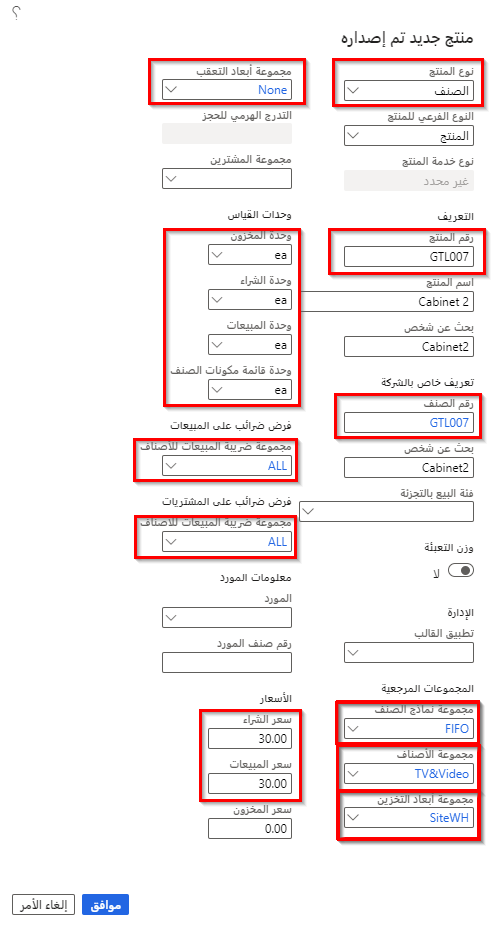 ؟
منتج جديد تم إصداره
نوع المنتج
الصنف
النوع الفرعي للمنتج
المنتج
نوع خدمة المنتج
غير محدد
التعريف
رقم المنتج
GTL007
اسم المنتج
Cabinet 2
بحث عن شخص
Cabinet2
تعريف خاص بالشركة
رقم الصنف
GTL007
بحث عن شخص
Cabinet2
فئة البيع بالتجزئة
وزن التعبئة
لا
الإدارة
تطبيق القالب
المجموعات المرجعية
مجموعة نماذج الصنف
FIFO
مجموعة الأصناف
TV&Video
مجموعة أبعاد التخزين
SiteWH
مجموعة أبعاد التعقب
None
التدرج الهرمي للحجز
مجموعة المشترين
وحدات القياس
وحدة المخزون
ea
وحدة الشراء
ea
وحدة المبيعات
ea
وحدة قائمة مكونات الصنف
ea
فرض ضرائب على المبيعات
مجموعة ضريبة المبيعات للأصناف
ALL
فرض ضرائب على المشتريات
مجموعة ضريبة المبيعات للأصناف
ALL
معلومات المورد
المورد
رقم صنف المورد
الأسعار
سعر الشراء
30.00
سعر المبيعات
30.00
سعر المخزون
0.00
موافق
إلغاء الأمر